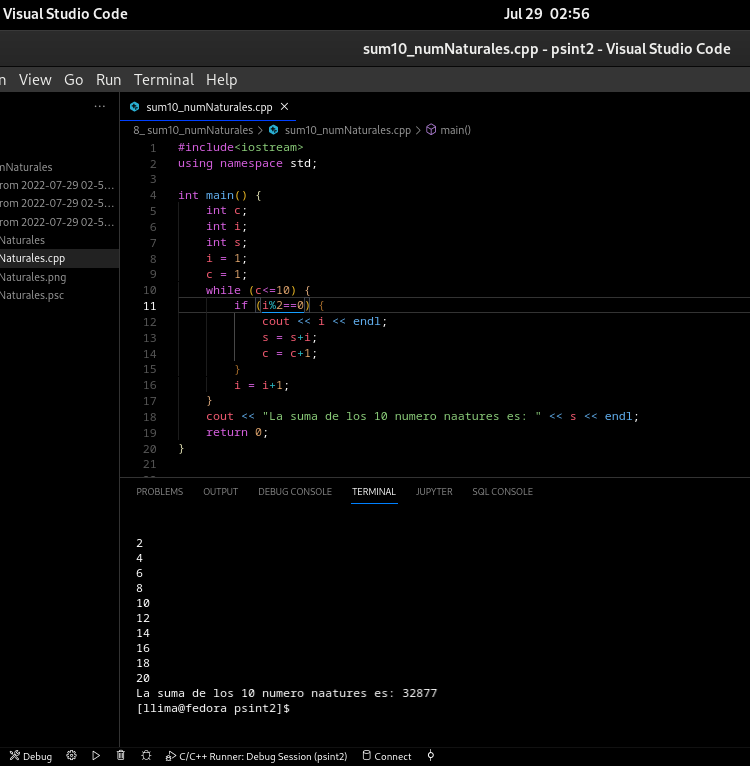 Visual Studio Code Jul 29 02:56
sum10_numNaturales.cpp - psint2 - Visual Studio Code
n View Go Run Terminal Help
... sum10_numNaturales.cpp ×
8_ sum10_numNaturales > sum10_numNaturales.cpp > main()
mNaturales
rom 2022-07-29 02-5...
rom 2022-07-29 02-5...
rom 2022-07-29 02-5...
Naturales
Naturales.cpp
Naturales.png
Naturales.psc
1 #include<iostream>
2 using namespace std;
3
4 int main() {
5 int c;
6 int i;
7 int s;
8 i = 1;
9 c = 1;
10 while (c<=10) {
11 if (i%2==0) {
12 cout << i << endl;
13 s = s+i;
14 c = c+1;
15 }
16 i = i+1;
17 }
18 cout << "La suma de los 10 numero naatures es: " << s << endl;
19 return 0;
20 }
21
PROBLEMS OUTPUT DEBUG CONSOLE TERMINAL JUPYTER SQL CONSOLE
2
4
6
8
10
12
14
16
18
20
La suma de los 10 numero naatures es: 32877
[llima@fedora psint2]$
Debug C/C++ Runner: Debug Session (psint2) Connect